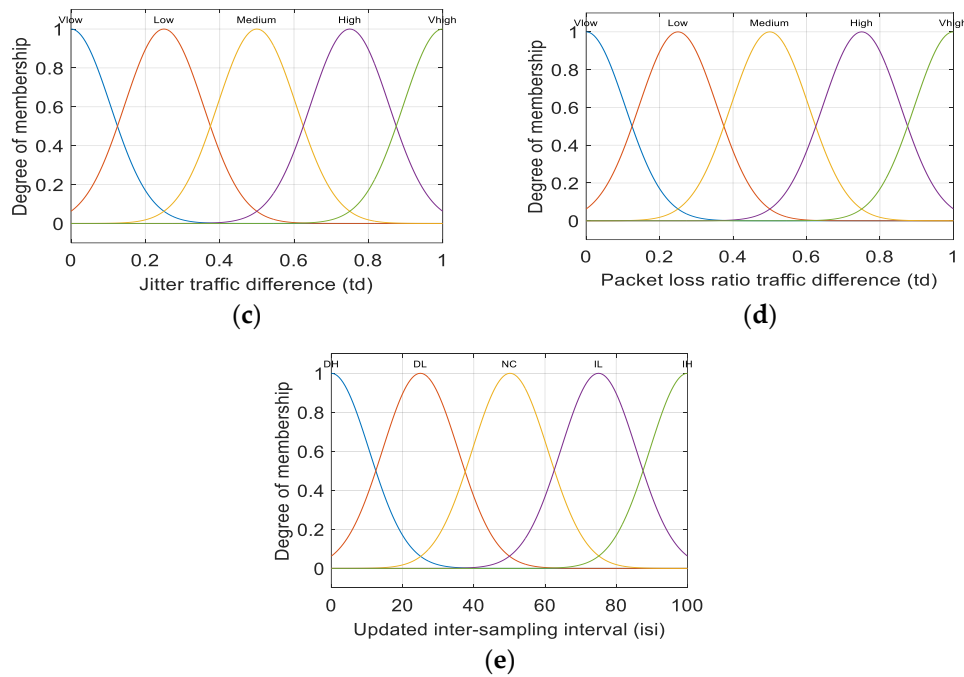 Vlow Low Medium High Vhigh
1
0.8
0.6
0.4
0.2
0
Degree of membership
0 0.2 0.4 0.6 0.8 1
Jitter traffic difference (td)
(c)
Vlow Low Medium High Vhigh
1
0.8
0.6
0.4
0.2
0
Degree of membership
0 0.2 0.4 0.6 0.8 1
Packet loss ratio traffic difference (td)
(d)
DH DL NC IL IH
1
0.8
0.6
0.4
0.2
0
Degree of membership
0 20 40 60 80 100
Updated inter-sampling interval (isi)
(e)